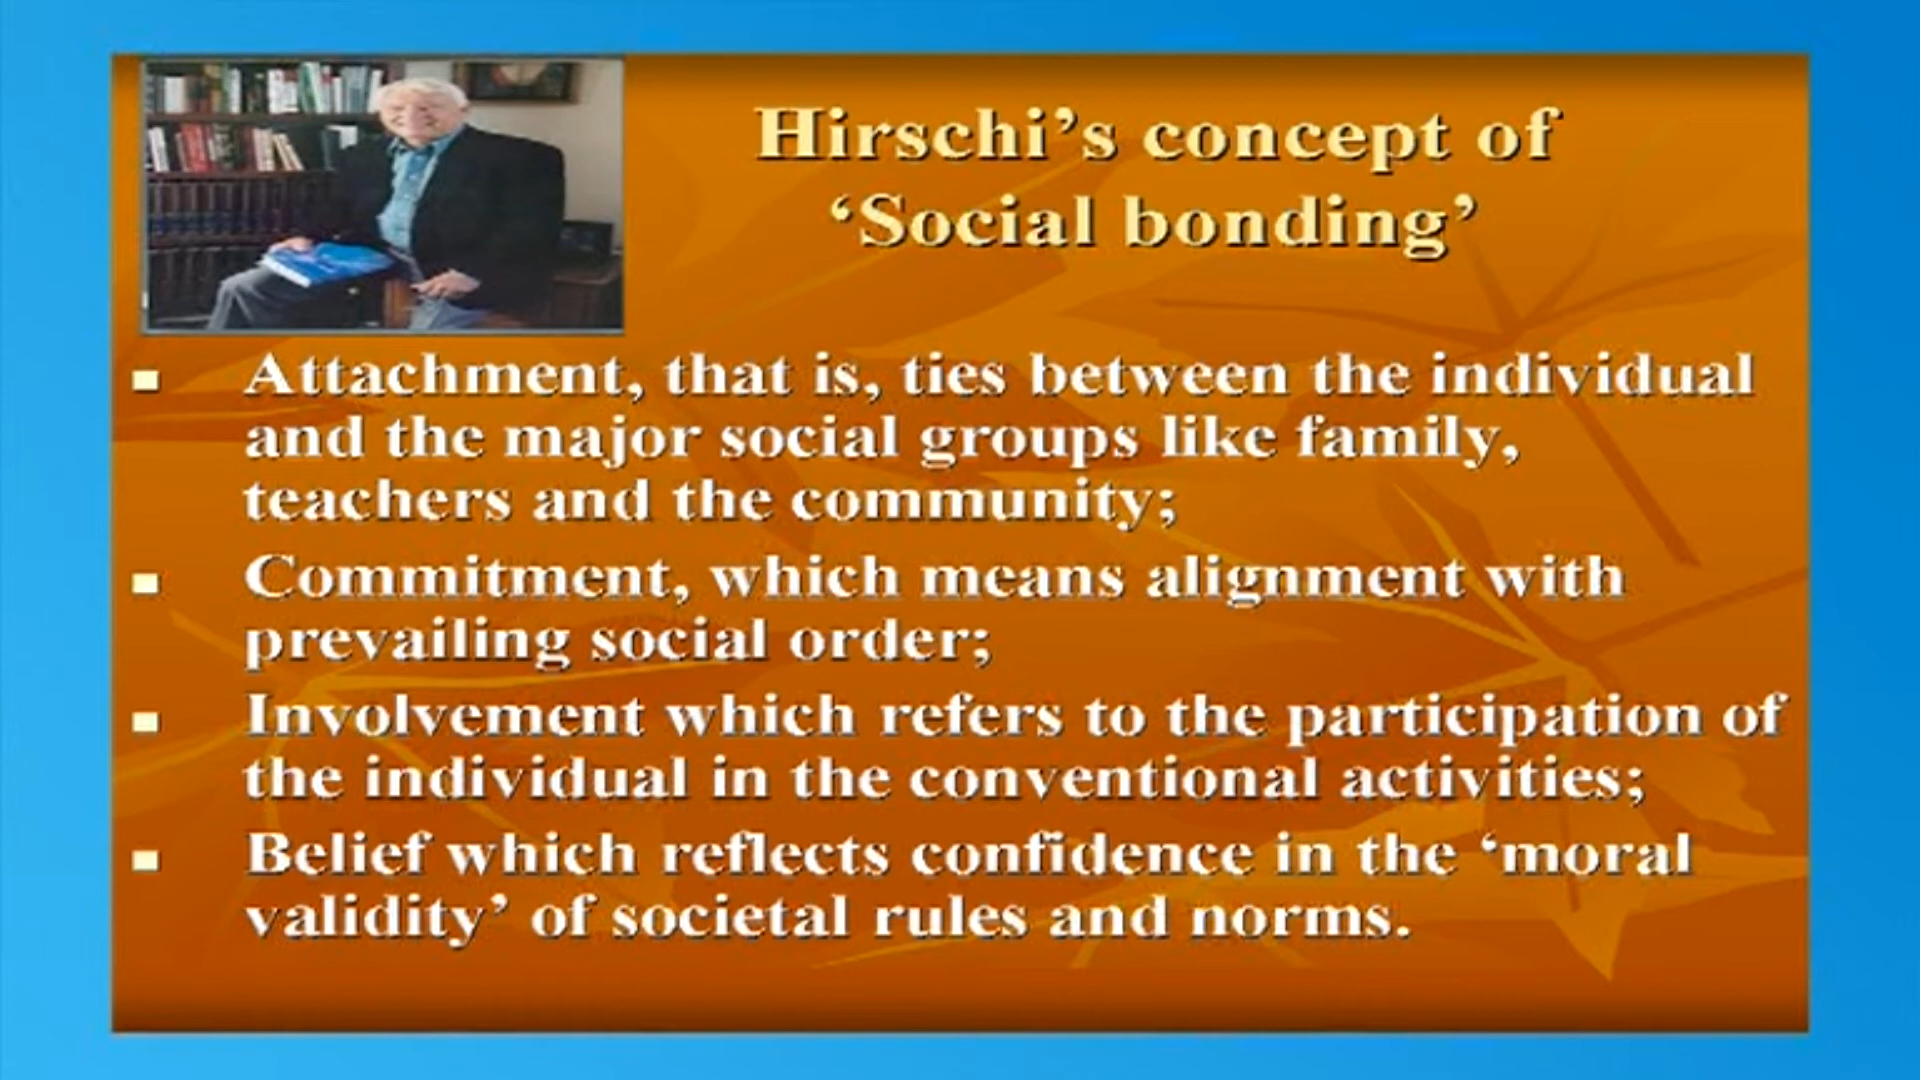 Hirschi's concept of
‘Social bonding’
Attachment, that is, ties between the individual
and the major social groups like family,
teachers and the community;
Commitment, which means alignment with
prevailing social order;
Involvement which refers to the participation of
the individual in the conventional activities;
Belief which reflects confidence in the ‘moral
validity’ of societal rules and norms.